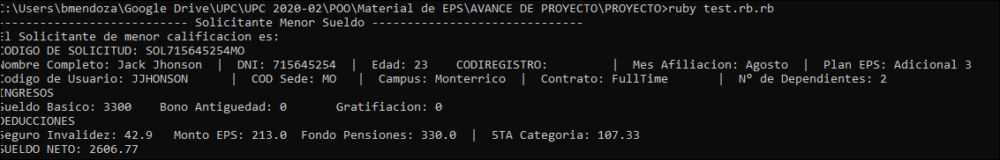 C:\Users\bmendoza\Google Drive\UPC\UPC 2020-02\POO\Material de EPS\AVANCE DE PROYECTO\PROYECTO>ruby test.rb.rb
-------------------------- Solicitante Menor Sueldo ------------------------------
El Solicitante de menor calificacion es:
CODIGO DE SOLICITUD: SOL715645254MO
Nombre Completo: Jack Jhonson | DNI: 715645254 | Edad: 23 CODIREGISTRO: | Mes Afiliacion: Agosto | Plan EPS: Adicional 3
Codigo de Usuario: JJHONSON | COD Sede: MO | Campus: Monterrico | Contrato: FullTime | Nº de Dependientes: 2
INGRESOS
Sueldo Basico: 3300 Bono Antiguedad: 0 Gratifiacion: 0
DEDUCCIONES
Seguro Invalidez: 42.9 Monto EPS: 213.0 Fondo Pensiones: 330.0 | 5TA Categoria: 107.33
SUELDO NETO: 2606.77